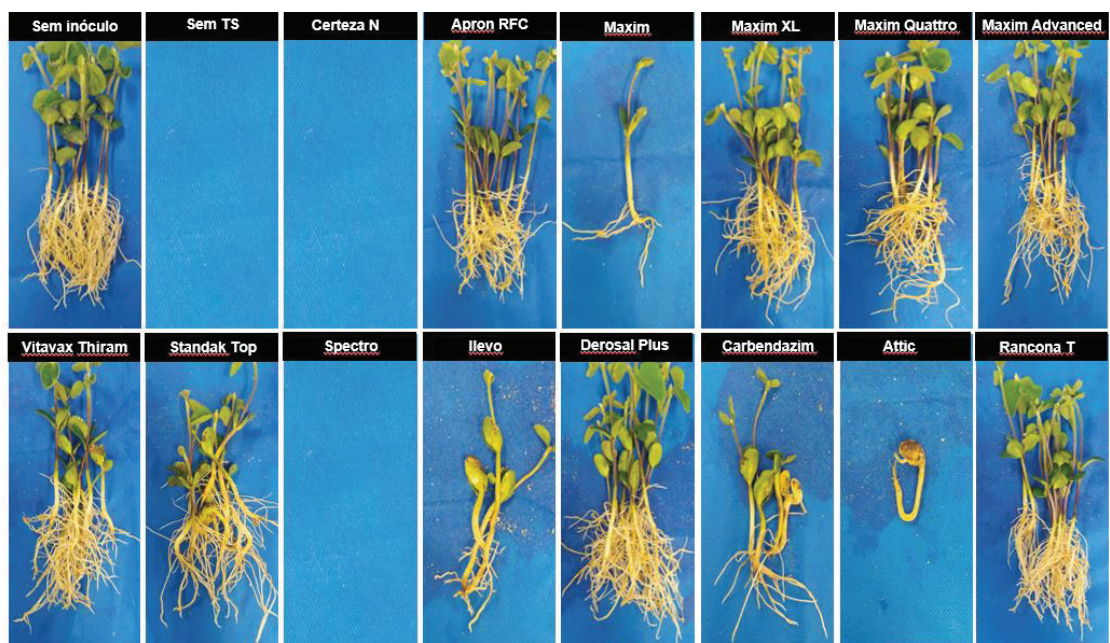 Sem inóculo
Sem TS
Certeza N
Apron RFC
Maxim
Maxim XL
Maxim Quattro
Maxim Advanced
Vitavax Thiram
Standak Top
Spectro
Ilevo
Derosal Plus
Carbendazim
Attic
Rancona T